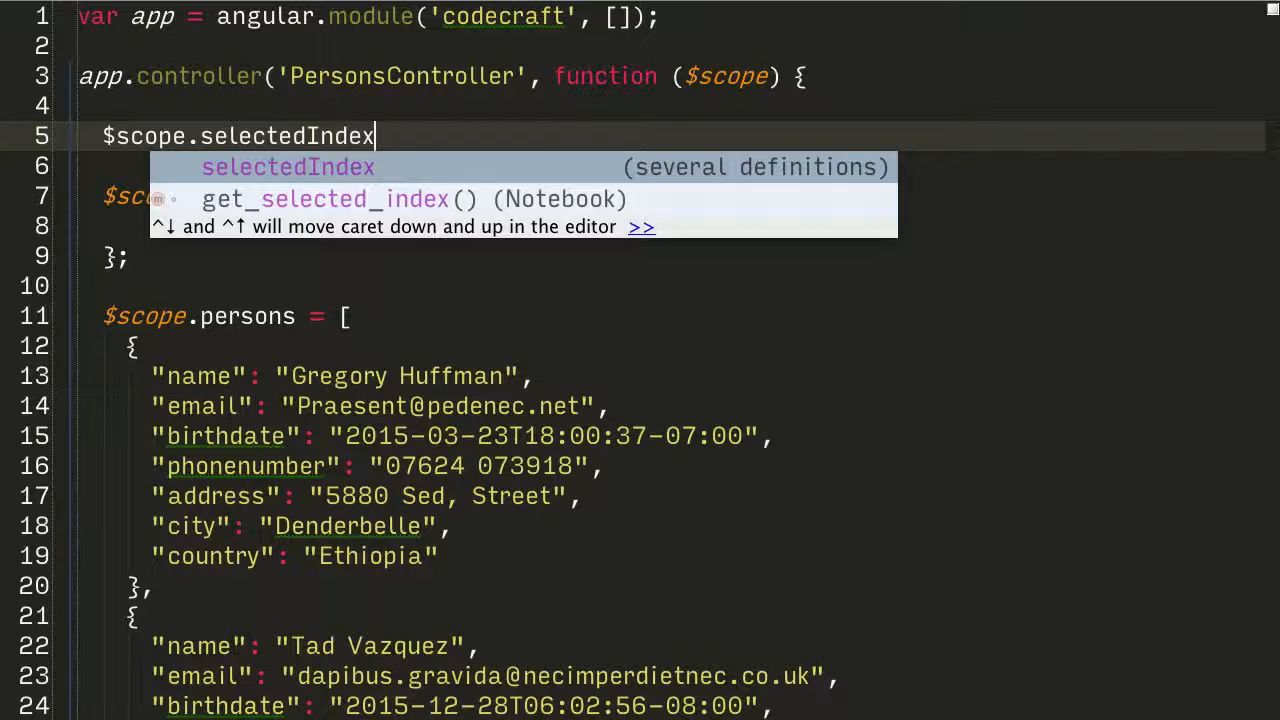 1 var app = angular.module('codecraft', []);
2
3 app.controller('PersonsController', function ($scope) {
4
5 $scope.selectedIndex
6 selectedIndex (several definitions)
7 $sc m get_selected_index() (Notebook)
8 ^↓ and ^↑ will move caret down and up in the editor >>
9 };
10
11 $scope.persons = [
12 {
13 "name": "Gregory Huffman",
14 "email": "Praesent@pedenec.net",
15 "birthdate": "2015-03-23T18:00:37-07:00",
16 "phonenumber": "07624 073918",
17 "address": "5880 Sed, Street",
18 "city": "Denderbelle",
19 "country": "Ethiopia"
20 },
21 {
22 "name": "Tad Vazquez",
23 "email": "dapibus.gravida@necimperdietnec.co.uk",
24 "birthdate": "2015-12-28T06:02:56-08:00",